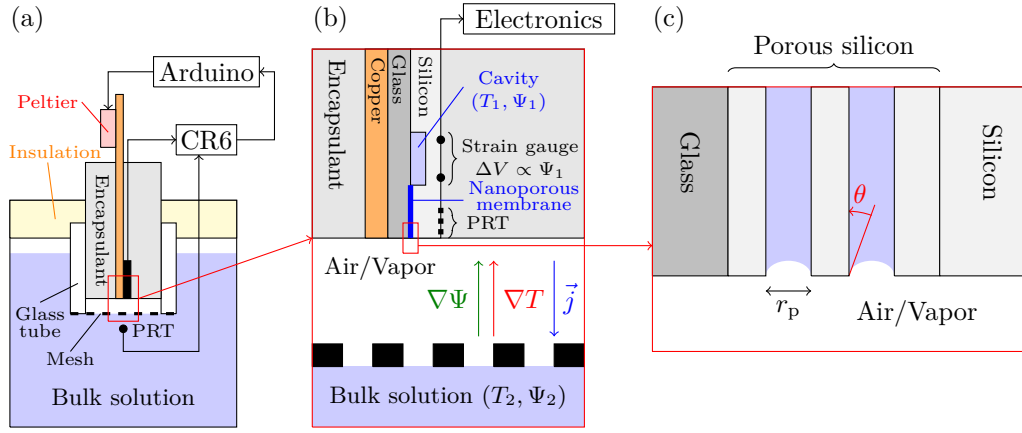 (a)
Arduino
Peltier
CR6
Insulation
Encapsulant
Glass
tube
Mesh
PRT
Bulk solution
(b)
Electronics
Encapsulant
Copper
Glass
Silicon
Cavity
(T₁, Ψ₁)
Strain gauge
ΔV ∝ Ψ₁
Nanoporous
membrane
PRT
Air/Vapor
∇Ψ
∇T
j⃗
Bulk solution (T₂, Ψ₂)
(c)
Porous silicon
Glass
Silicon
θ
rₚ
Air/Vapor